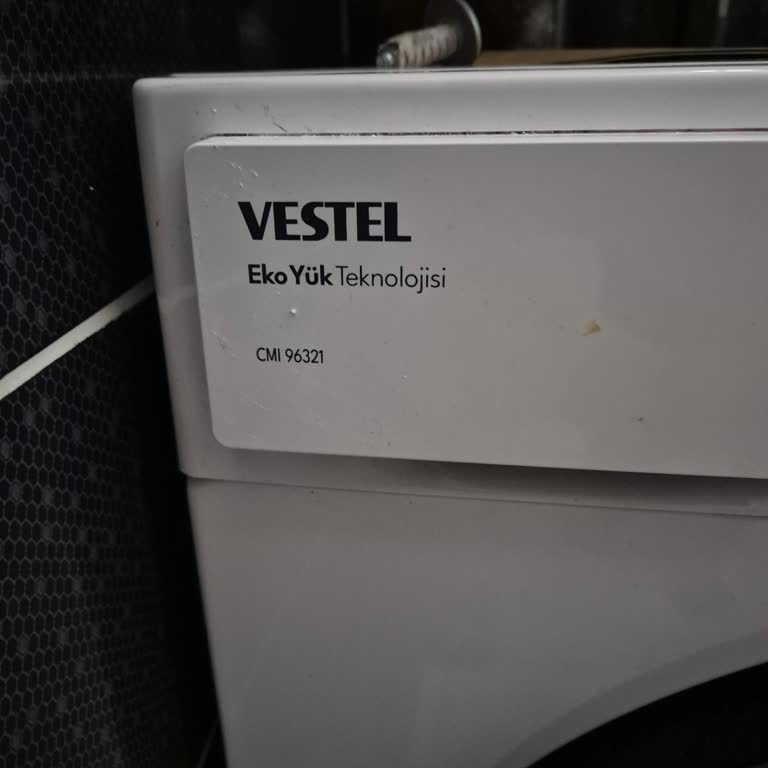 VESTEL
Eko Yük Teknolojisi
CMI 96321